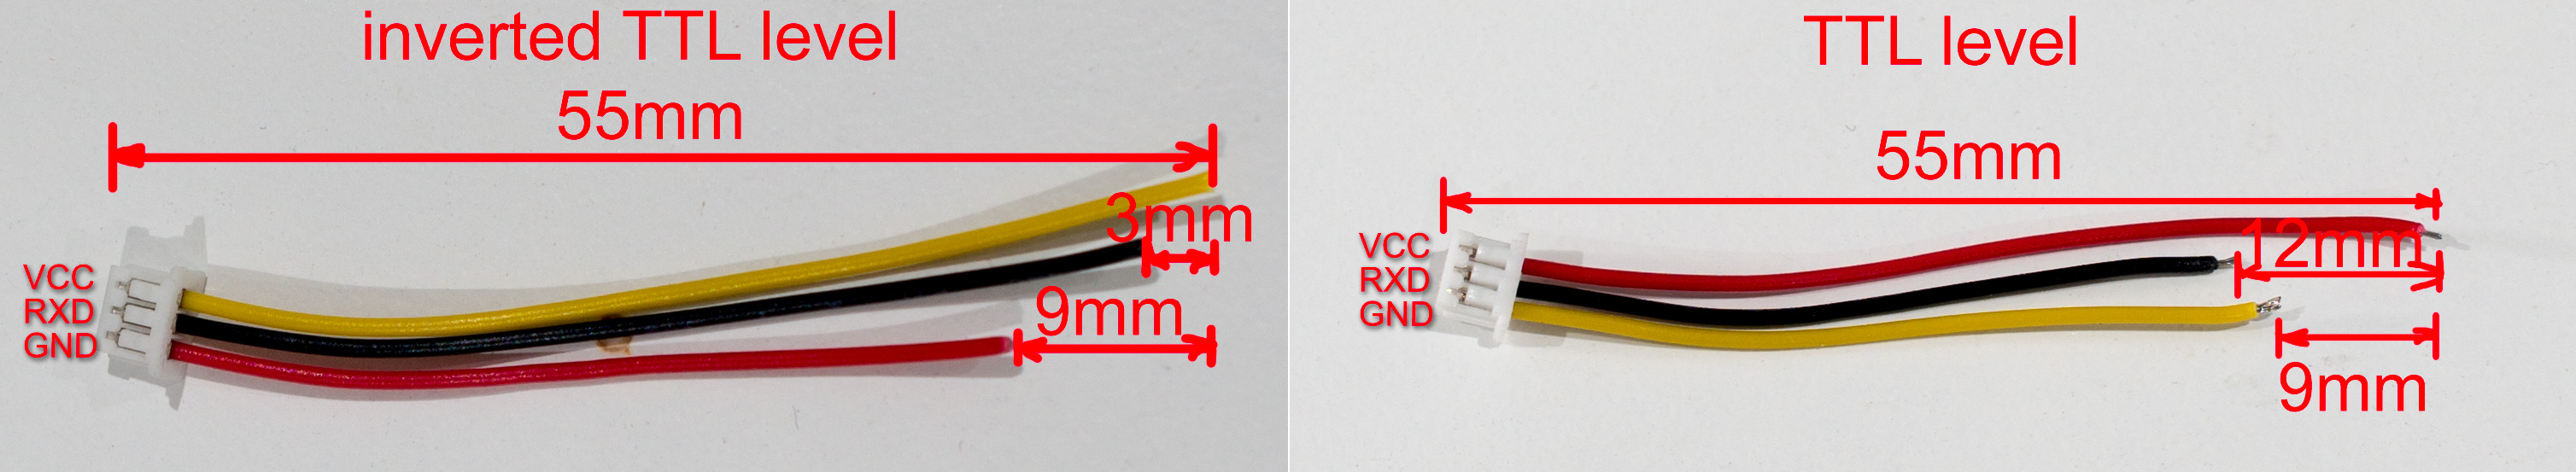 inverted TTL level
55mm
3mm
9mm
VCC
RXD
GND
TTL level
55mm
12mm
9mm
VCC
RXD
GND